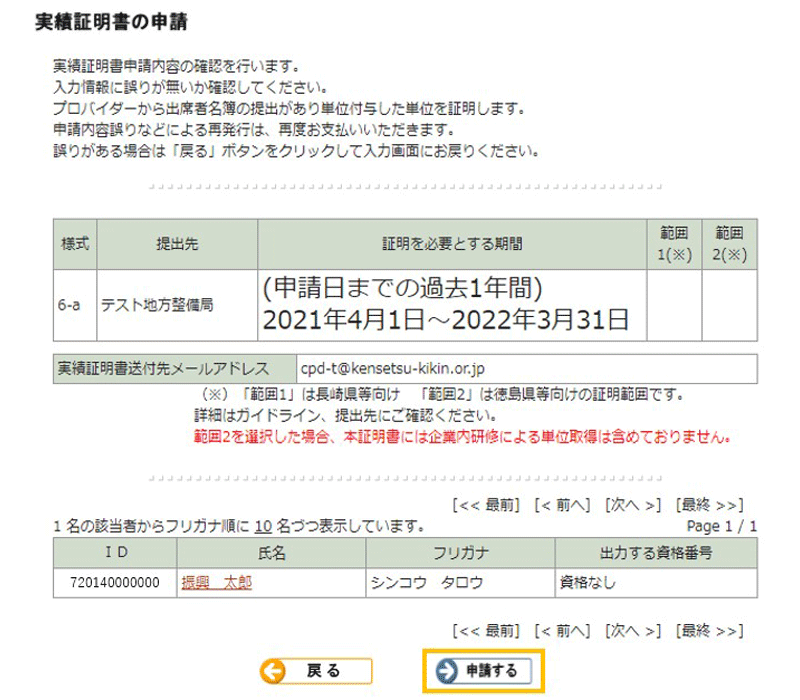 実績証明書の申請
実績証明書申請内容の確認を行います。
入力情報に誤りが無いか確認してください。
プロバイダーから出席者名簿の提出があり単位付与した単位を証明します。
申請内容誤りなどによる再発行は、再度お支払いいただきます。
誤りがある場合は「戻る」ボタンをクリックして入力画面にお戻りください。
様式 提出先 証明を必要とする期間 範囲1(※) 範囲2(※)
6-a テスト地方整備局 (申請日までの過去1年間)
2021年4月1日～2022年3月31日
実績証明書送付先メールアドレス cpd-t@kensetsu-kikin.or.jp
（※）「範囲1」は長崎県等向け 「範囲2」は徳島県等向けの証明範囲です。
詳細はガイドライン、提出先にご確認ください。
範囲2を選択した場合、本証明書には企業内研修による単位取得は含めておりません。
[<< 最前] [< 前へ] [次へ >] [最終 >>]
1 名の該当者からフリガナ順に 10 名づつ表示しています。 Page 1 / 1
ＩＤ 氏名 フリガナ 出力する資格番号
720140000000 振興 太郎 シンコウ タロウ 資格なし
[<< 最前] [< 前へ] [次へ >] [最終 >>]
戻る 申請する